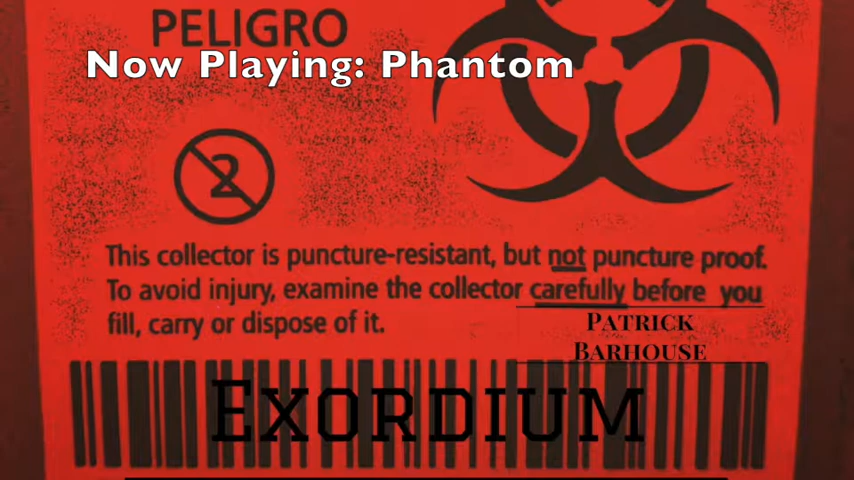 PELIGRO
Now Playing: Phantom
2
This collector is puncture-resistant, but not puncture proof.
To avoid injury, examine the collector carefully before you
fill, carry or dispose of it.
PATRICK
BARHOUSE
EXORDIUM